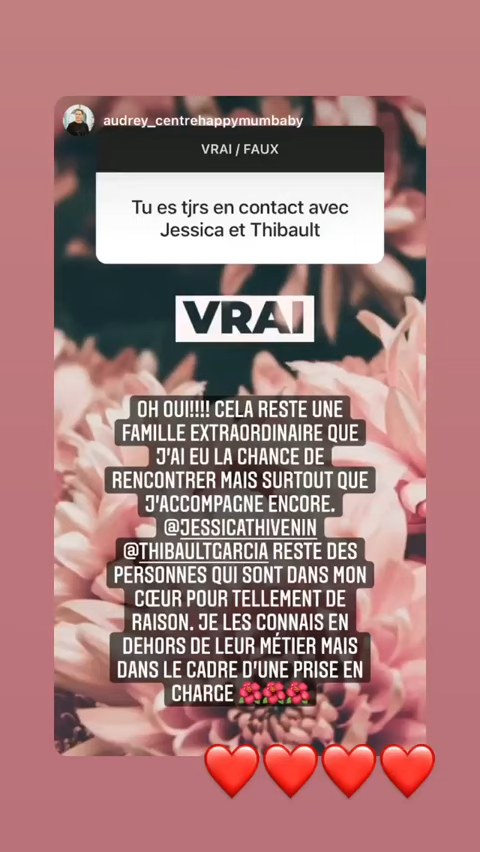 audrey_centrehappymumbaby
VRAI / FAUX
Tu es tjrs en contact avec
Jessica et Thibault
VRAI
OH OUI!!!! CELA RESTE UNE
FAMILLE EXTRAORDINAIRE QUE
J'AI EU LA CHANCE DE
RENCONTRER MAIS SURTOUT QUE
J'ACCOMPAGNE ENCORE.
@JESSICATHIVENIN
@THIBAULTGARCIA RESTE DES
PERSONNES QUI SONT DANS MON
CŒUR POUR TELLEMENT DE
RAISON. JE LES CONNAIS EN
DEHORS DE LEUR MÉTIER MAIS
DANS LE CADRE D'UNE PRISE EN
CHARGE 🌺🌺🌺